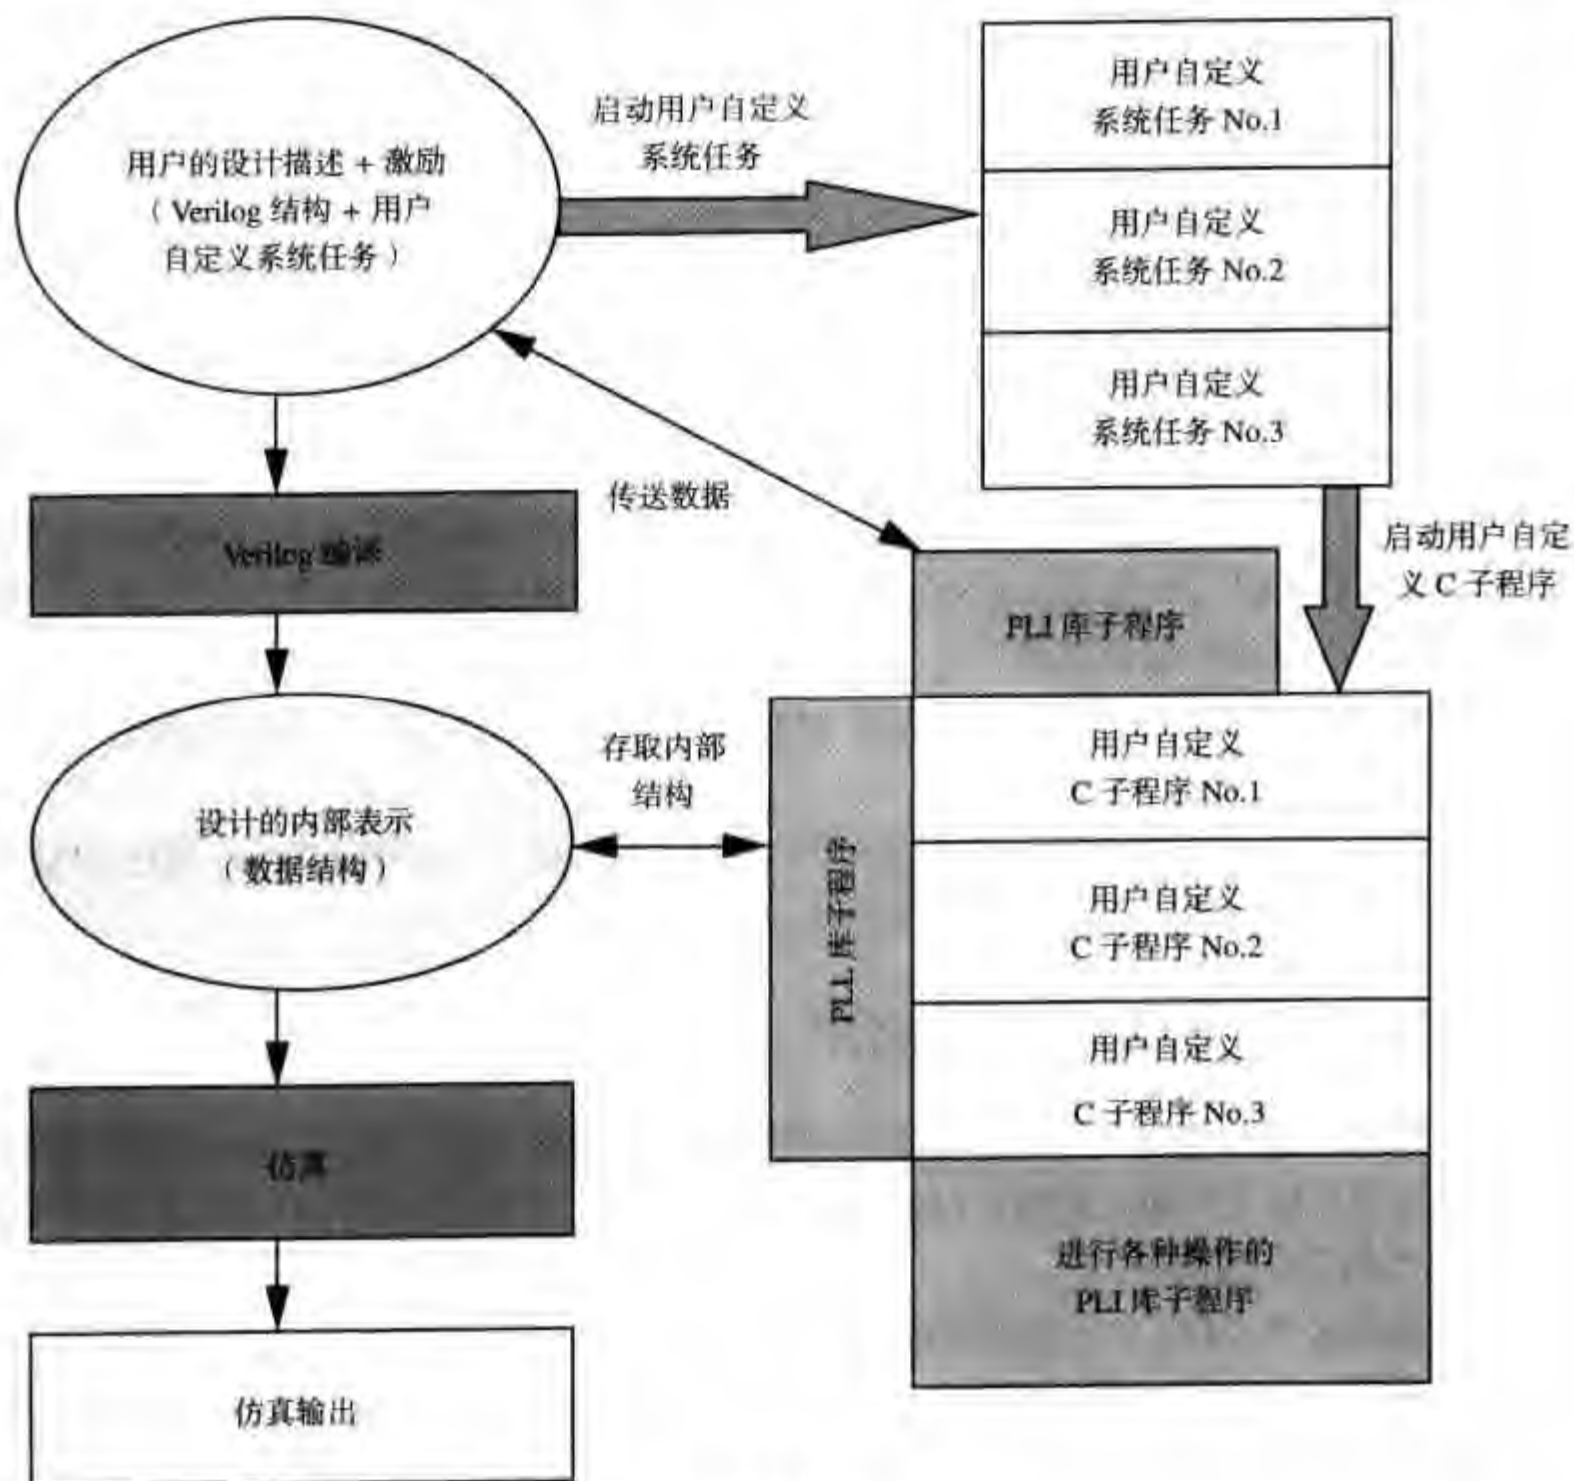 用户的设计描述 + 激励
（Verilog 结构 + 用户
自定义系统任务）
启动用户自定义
系统任务
用户自定义
系统任务 No.1
用户自定义
系统任务 No.2
用户自定义
系统任务 No.3
传送数据
启动用户自定
义 C 子程序
Verilog 编译
PLI 库子程序
存取内部
结构
设计的内部表示
（数据结构）
PLI 库子程序
用户自定义
C 子程序 No.1
用户自定义
C 子程序 No.2
用户自定义
C 子程序 No.3
仿真
进行各种操作的
PLI 库子程序
仿真输出